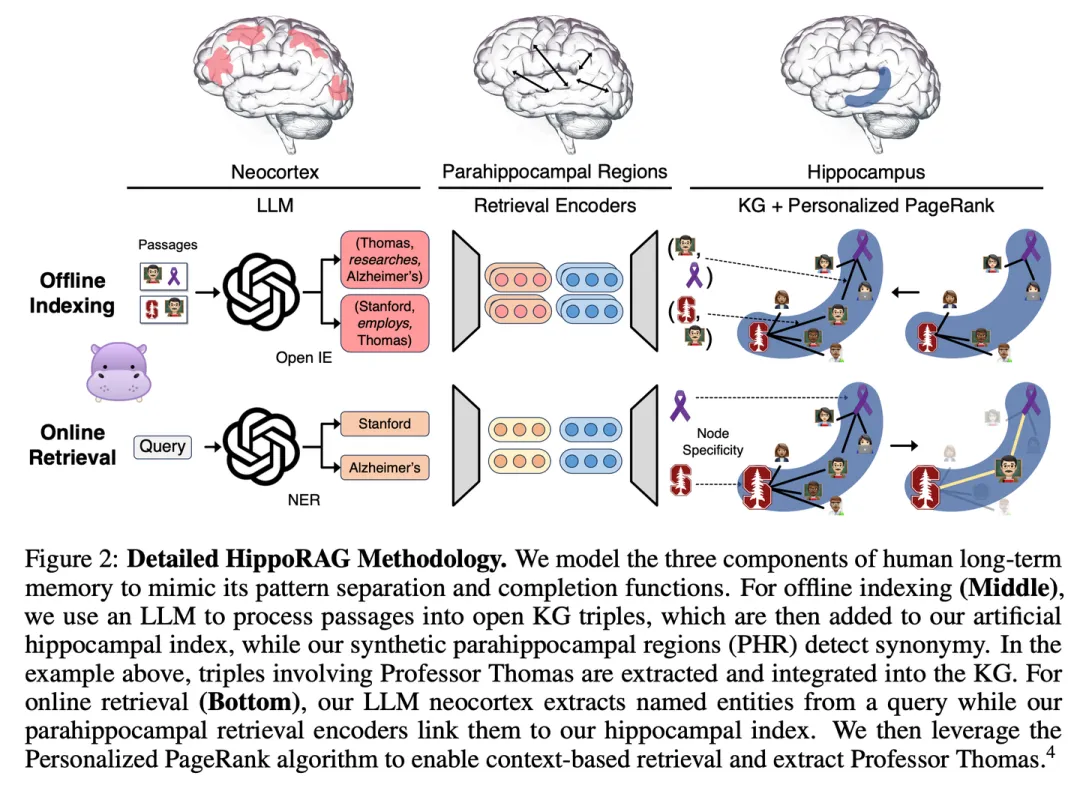 Neocortex
Parahippocampal Regions
Hippocampus
LLM
Retrieval Encoders
KG + Personalized PageRank
Offline
Indexing
Passages
(Thomas,
researches,
Alzheimer's)
(Stanford,
employs,
Thomas)
Open IE
( ,
)
( ,
)
Online
Retrieval
Query
Stanford
Alzheimer's
NER
Node
Specificity
Figure 2: Detailed HippoRAG Methodology. We model the three components of human long-term
memory to mimic its pattern separation and completion functions. For offline indexing (Middle),
we use an LLM to process passages into open KG triples, which are then added to our artificial
hippocampal index, while our synthetic parahippocampal regions (PHR) detect synonymy. In the
example above, triples involving Professor Thomas are extracted and integrated into the KG. For
online retrieval (Bottom), our LLM neocortex extracts named entities from a query while our
parahippocampal retrieval encoders link them to our hippocampal index. We then leverage the
Personalized PageRank algorithm to enable context-based retrieval and extract Professor Thomas.4